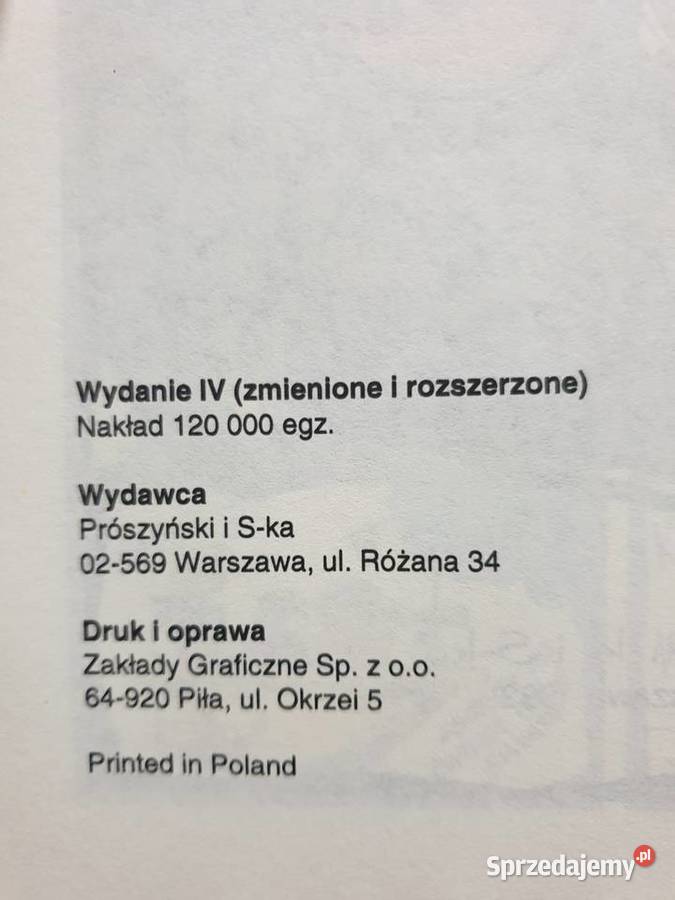 Wydanie IV (zmienione i rozszerzone)
Nakład 120 000 egz.
Wydawca
Prószyński i S-ka
02-569 Warszawa, ul. Różana 34
Druk i oprawa
Zakłady Graficzne Sp. z o.o.
64-920 Piła, ul. Okrzei 5
Printed in Poland
Sprzedajemy.pl